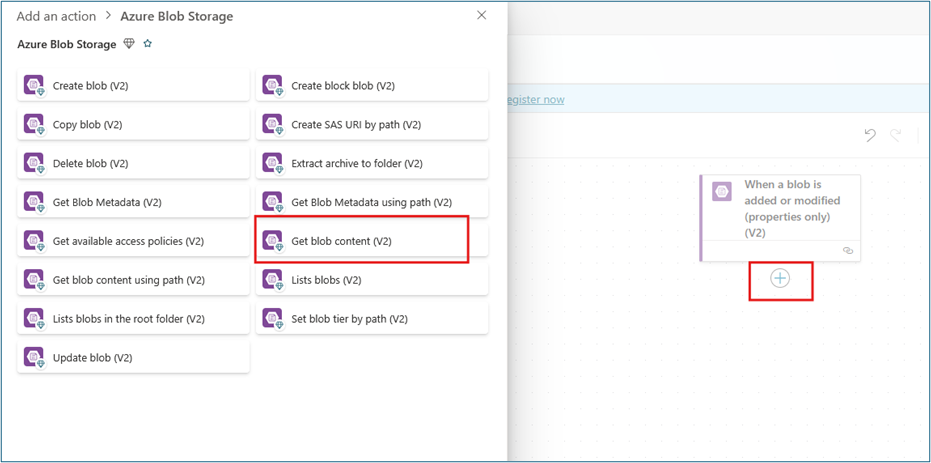 Add an action > Azure Blob Storage
Azure Blob Storage
Create blob (V2)
Create block blob (V2)
Copy blob (V2)
Create SAS URI by path (V2)
Delete blob (V2)
Extract archive to folder (V2)
Get Blob Metadata (V2)
Get Blob Metadata using path (V2)
Get available access policies (V2)
Get blob content (V2)
Get blob content using path (V2)
Lists blobs (V2)
Lists blobs in the root folder (V2)
Set blob tier by path (V2)
Update blob (V2)
egister now
When a blob is
added or modified
(properties only)
(V2)